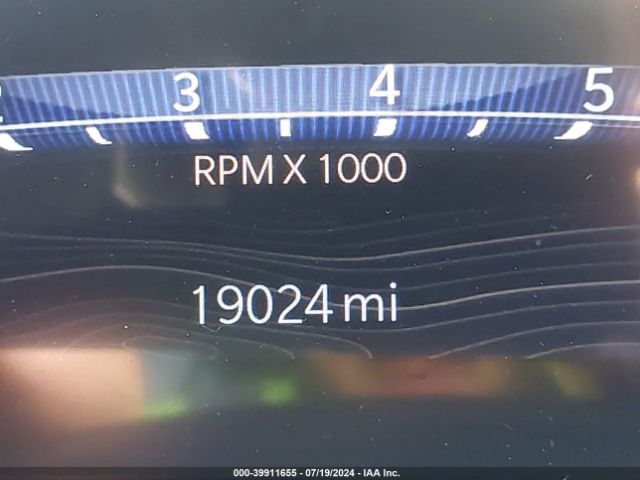 3 4 5
RPM X 1000
19024 mi
000-39911655 - 07/19/2024 - IAA Inc.